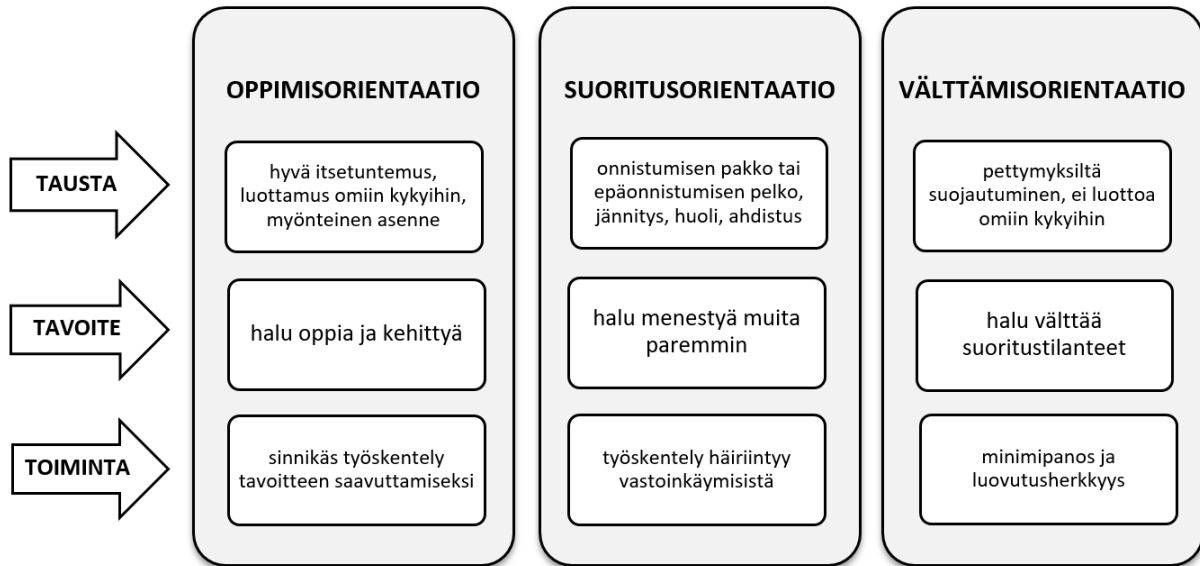 OPPIMISORIENTAATIO
SUORITUSORIENTAATIO
VÄLTTÄMISORIENTAATIO
TAUSTA
hyvä itsetuntemus,
luottamus omiin kykyihin,
myönteinen asenne
onnistumisen pakko tai
epäonnistumisen pelko,
jännitys, huoli, ahdistus
pettymyksiltä
suojautuminen, ei luottoa
omiin kykyihin
TAVOITE
halu oppia ja kehittyä
halu menestyä muita
paremmin
halu välttää
suoritustilanteet
TOIMINTA
sinnikäs työskentely
tavoitteen saavuttamiseksi
työskentely häiriintyy
vastoinkäymisistä
minimipanos ja
luovutusherkkyys